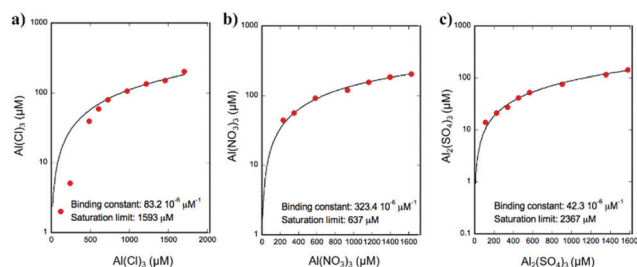 a)
1000
100
10
1
0
500
1000
1500
2000
Al(Cl)₃ (µM)
Al(Cl)₃ (µM)
Binding constant: 83.2 10⁻⁶ µM⁻¹
Saturation limit: 1593 µM
b)
1000
100
10
1
0 200 400 600 800 1000 1200 1400 1600
Al(NO₃)₃ (µM)
Al(NO₃)₃ (µM)
Binding constant: 323.4 10⁻⁶ µM⁻¹
Saturation limit: 637 µM
c)
1000
100
10
1
0.1
0 200 400 600 800 1000 1200 1400 1600
Al₂(SO₄)₃ (µM)
Al₂(SO₄)₃ (µM)
Binding constant: 42.3 10⁻⁶ µM⁻¹
Saturation limit: 2367 µM